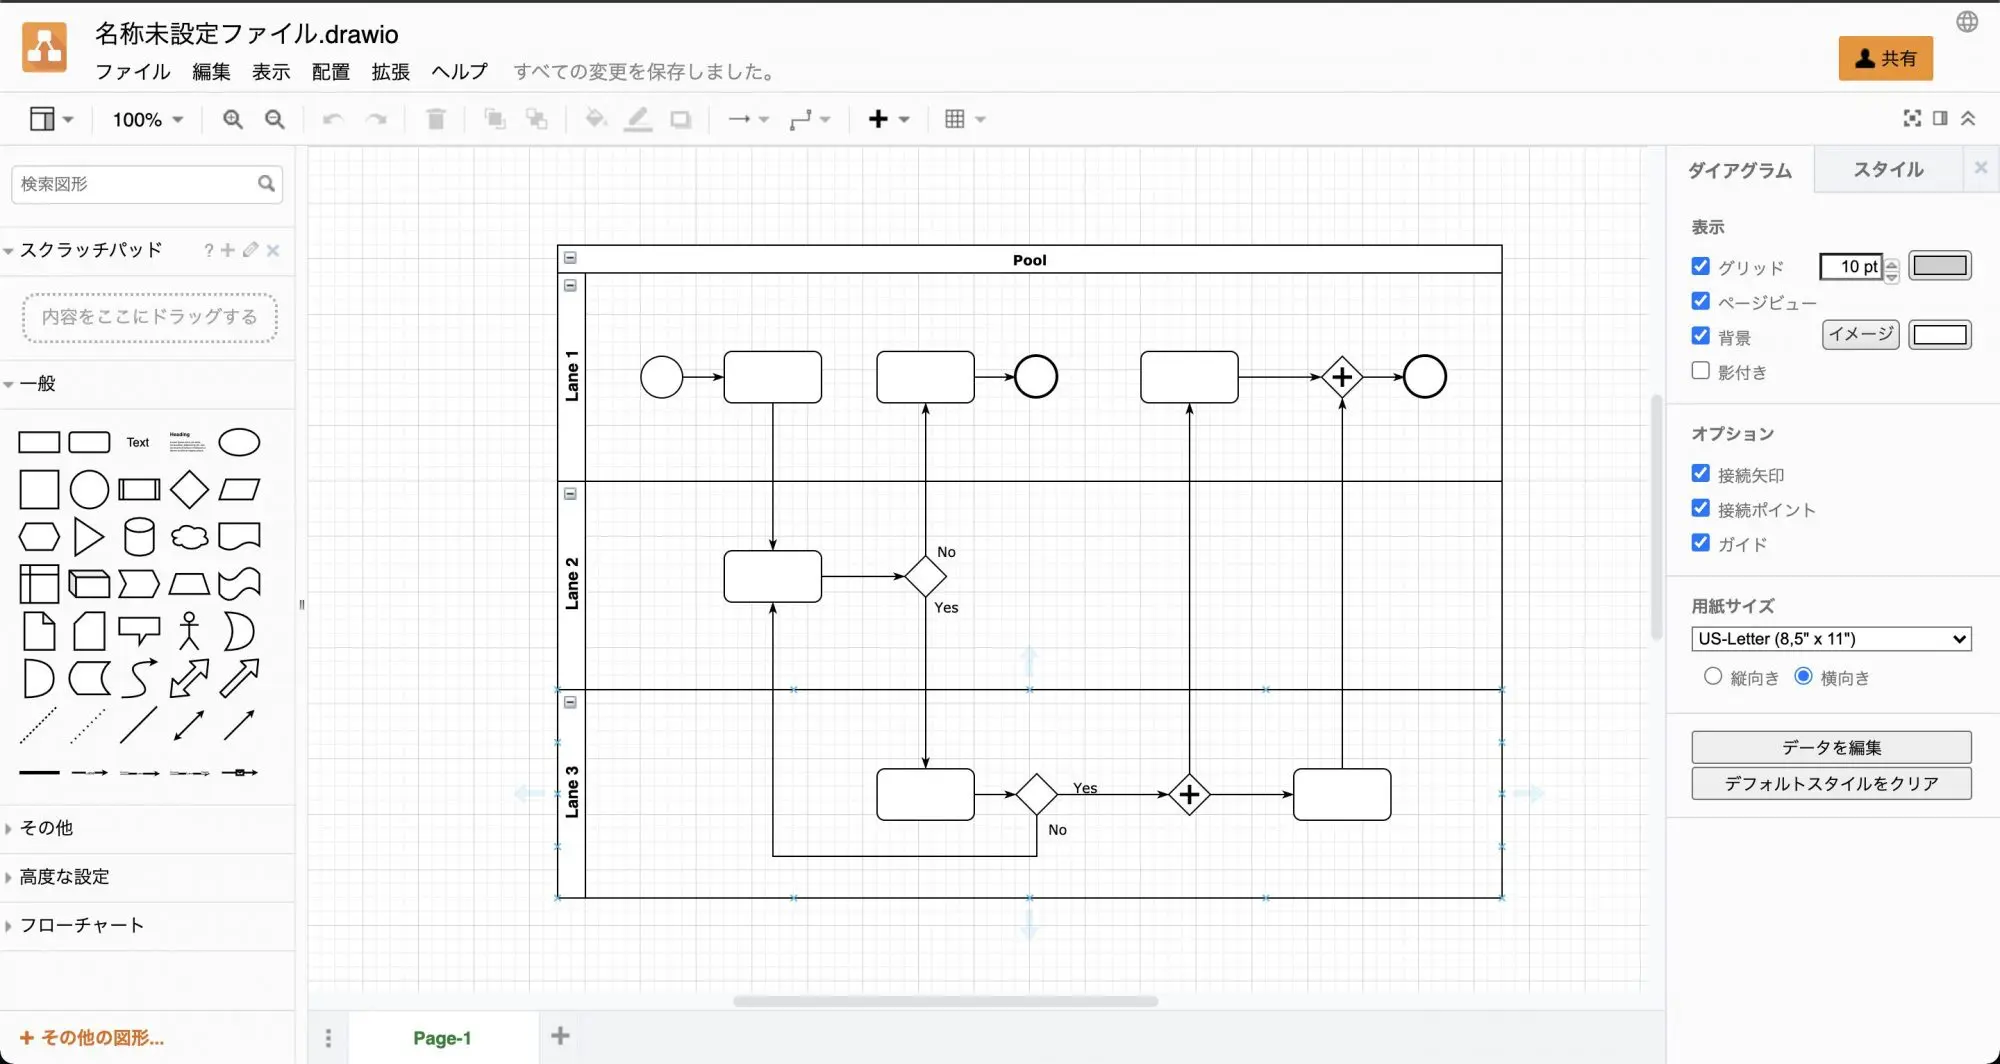 名称未設定ファイル.drawio
ファイル 編集 表示 配置 拡張 ヘルプ すべての変更を保存しました。
共有
100%
検索図形
スクラッチパッド ?
内容をここにドラッグする
一般
Text
Heading
その他
高度な設定
フローチャート
+ その他の図形...
Pool
Lane 1
Lane 2
No
Yes
Lane 3
Yes
No
Page-1
ダイアグラム スタイル
表示
グリッド 10 pt
ページビュー
背景 イメージ
影付き
オプション
接続矢印
接続ポイント
ガイド
用紙サイズ
US-Letter (8,5" x 11")
縦向き 横向き
データを編集
デフォルトスタイルをクリア